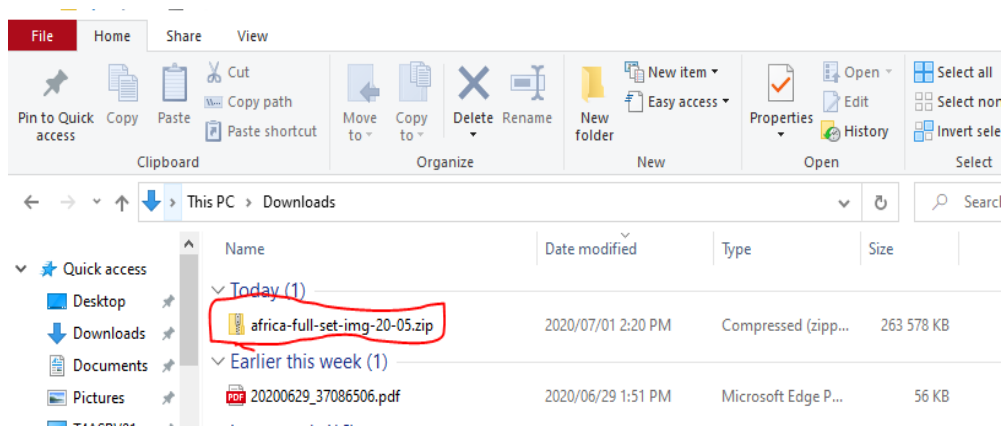 File Home Share View
Pin to Quick access
Copy
Paste
Cut
Copy path
Paste shortcut
Move to
Copy to
Delete
Rename
New folder
New item
Easy access
Properties
Open
Edit
History
Select all
Select non
Invert sele
Clipboard Organize New Open Select
This PC > Downloads
Searc
Name Date modified Type Size
Quick access
Desktop
Downloads
Documents
Pictures
Today (1)
africa-full-set-img-20-05.zip 2020/07/01 2:20 PM Compressed (zipp... 263 578 KB
Earlier this week (1)
PDF 20200629_37086506.pdf 2020/06/29 1:51 PM Microsoft Edge P... 56 KB